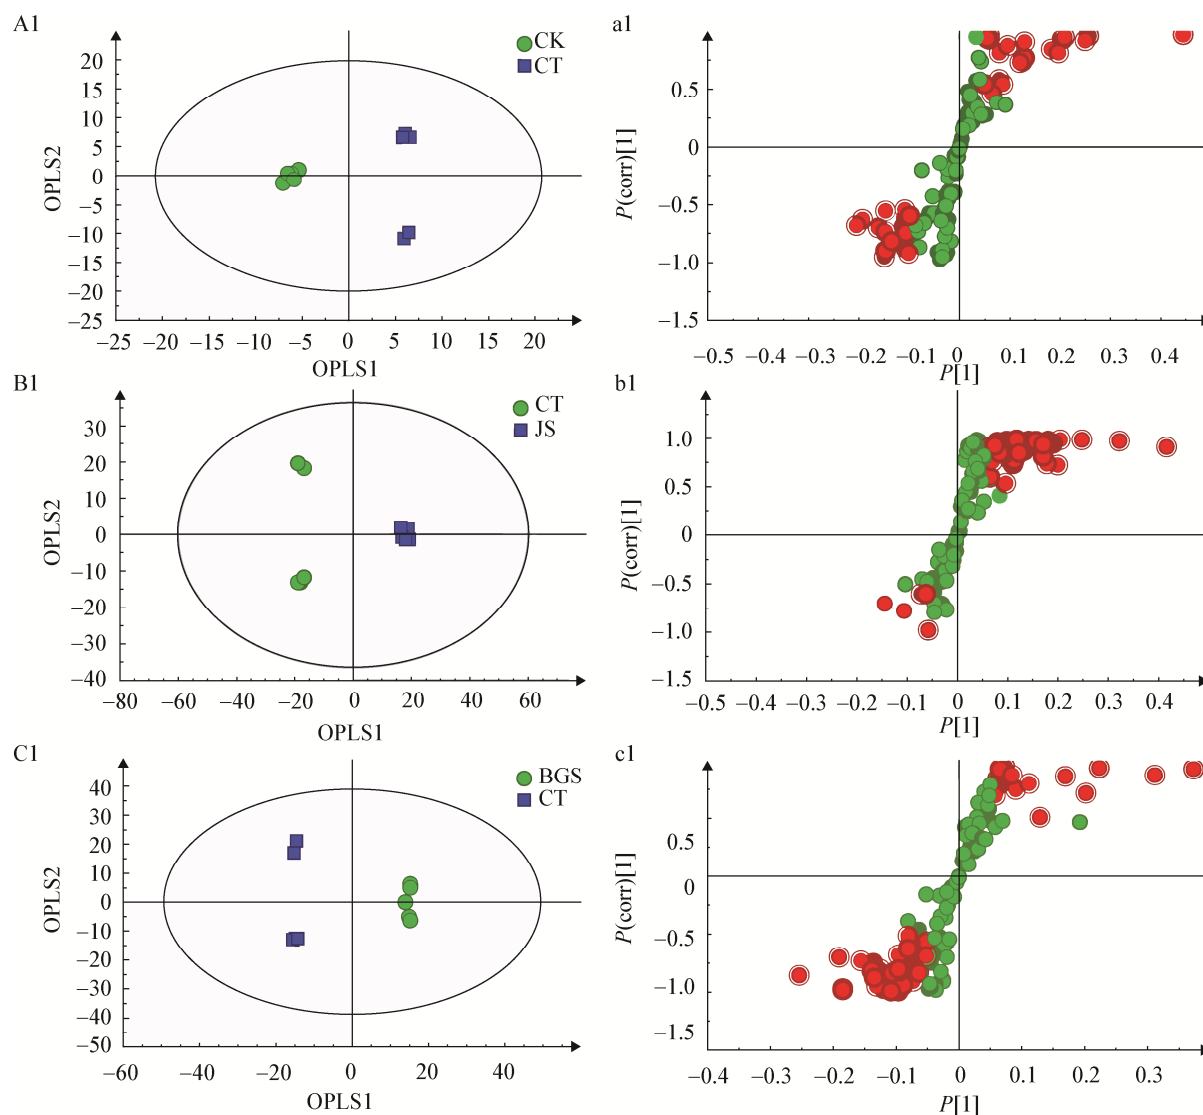 A1
CK
CT
20
15
10
5
0
−5
−10
−15
−20
−25
OPLS2
−25 −20 −15 −10 −5 0 5 10 15 20
OPLS1
a1
0.5
0
−0.5
−1.0
−1.5
P(corr)[1]
−0.5 −0.4 −0.3 −0.2 −0.1 0 0.1 0.2 0.3 0.4
P[1]
B1
CT
JS
30
20
10
0
−10
−20
−30
−40
OPLS2
−80 −60 −40 −20 0 20 40 60
OPLS1
b1
1.0
0.5
0
−0.5
−1.0
−1.5
P(corr)[1]
−0.5 −0.4 −0.3 −0.2 −0.1 0 0.1 0.2 0.3 0.4
P[1]
C1
BGS
CT
40
30
20
10
0
−10
−20
−30
−40
−50
OPLS2
−60 −40 −20 0 20 40
OPLS1
c1
0.5
0
−0.5
−1.0
−1.5
P(corr)[1]
−0.4 −0.3 −0.2 −0.1 0 0.1 0.2 0.3
P[1]